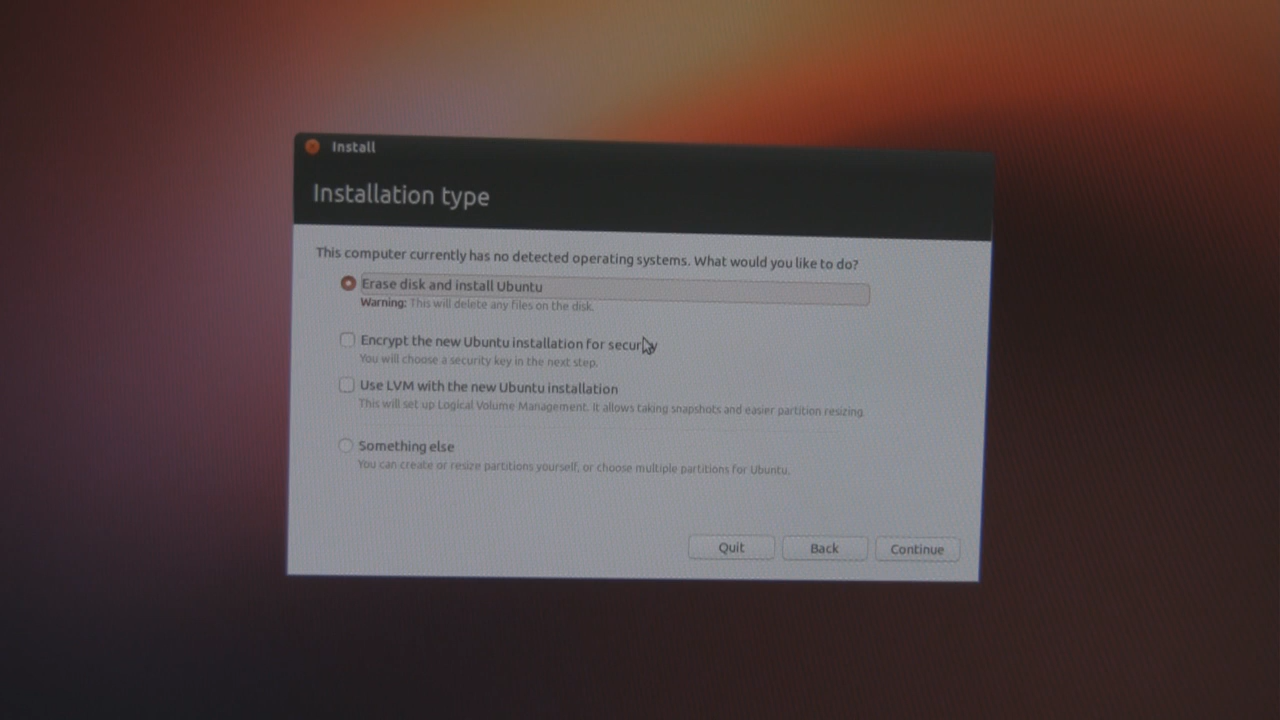 Install
Installation type
This computer currently has no detected operating systems. What would you like to do?
Erase disk and install Ubuntu
Warning: This will delete any files on the disk.
Encrypt the new Ubuntu installation for security
You will choose a security key in the next step.
Use LVM with the new Ubuntu installation
This will set up Logical Volume Management. It allows taking snapshots and easier partition resizing.
Something else
You can create or resize partitions yourself, or choose multiple partitions for Ubuntu.
Quit Back Continue